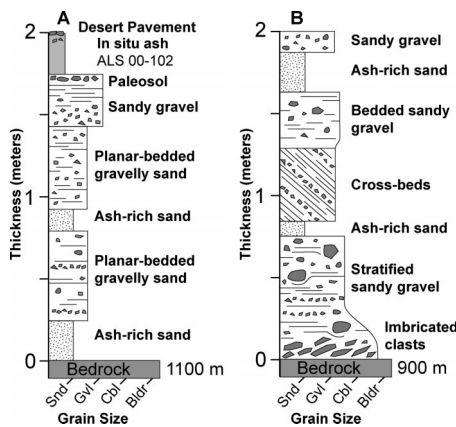 A
Desert Pavement
In situ ash
ALS 00-102
Paleosol
Sandy gravel
Planar-bedded
gravelly sand
Ash-rich sand
Planar-bedded
gravelly sand
Ash-rich sand
Thickness (meters)
2
1
0
Bedrock
1100 m
Snd
Gvl
Cbl
Bldr
Grain Size
B
Sandy gravel
Ash-rich sand
Bedded sandy
gravel
Cross-beds
Ash-rich sand
Stratified
sandy gravel
Imbricated
clasts
Thickness (meters)
2
1
0
Bedrock
900 m
Snd
Gvl
Cbl
Bldr
Grain Size